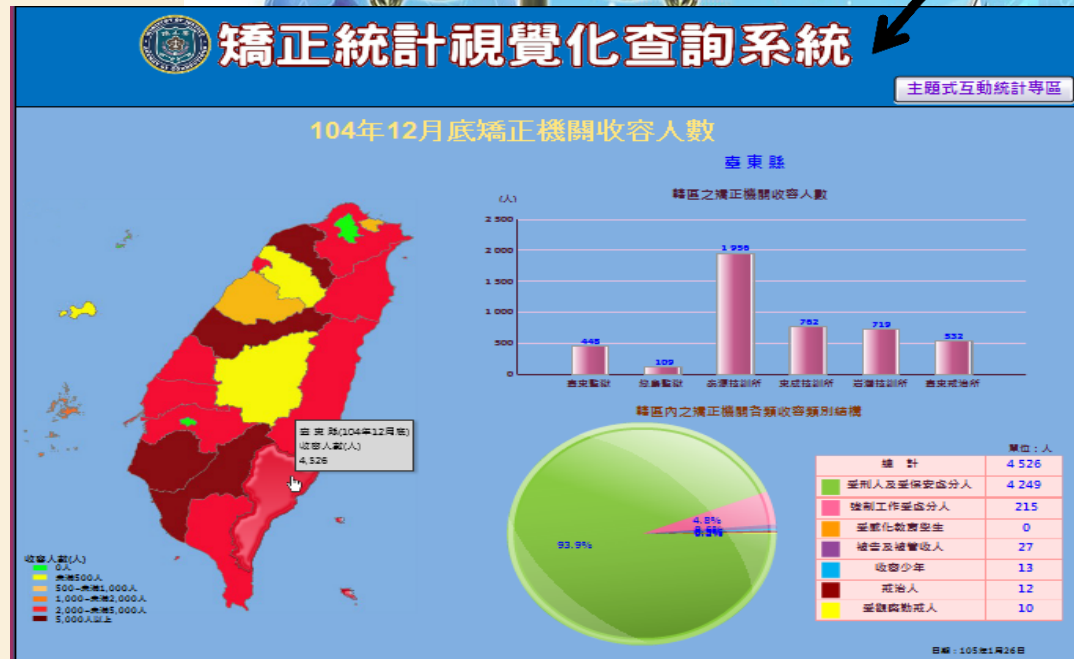 矯正統計視覺化查詢系統
主題式互動統計專區
104年12月底矯正機關收容人數
臺東縣
轄區之矯正機關收容人數
(人)
2 500
2 000
1 500
1 000
500
0
448
109
1 956
762
719
532
臺東監獄
綠島監獄
泰源技訓所
東成技訓所
岩灣技訓所
臺東戒治所
臺東縣(104年12月底)
收容人數(人)
4,526
收容人數(人)
0人
未滿500人
500-未滿1,000人
1,000-未滿2,000人
2,000-未滿5,000人
5,000人以上
轄區內之矯正機關各類收容類別結構
93.9%
4.8%
單位：人
總 計 4 526
受刑人及受保安處分人 4 249
強制工作受處分人 215
受感化教育學生 0
被告及被管收人 27
收容少年 13
戒治人 12
受觀察勒戒人 10
日期：105年1月26日